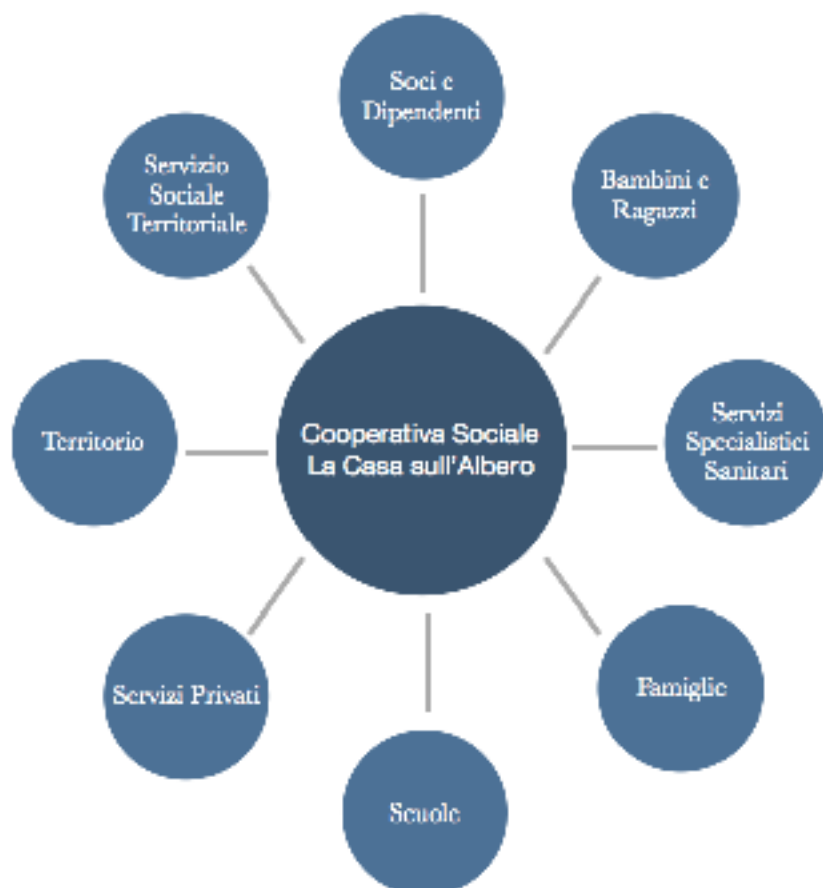 Soci e
Dipendenti
Servizio
Sociale
Territoriale
Bambini e
Ragazzi
Territorio
Cooperativa Sociale
La Casa sull'Albero
Servizi
Specialistici
Sanitari
Servizi Privati
Famiglie
Scuole